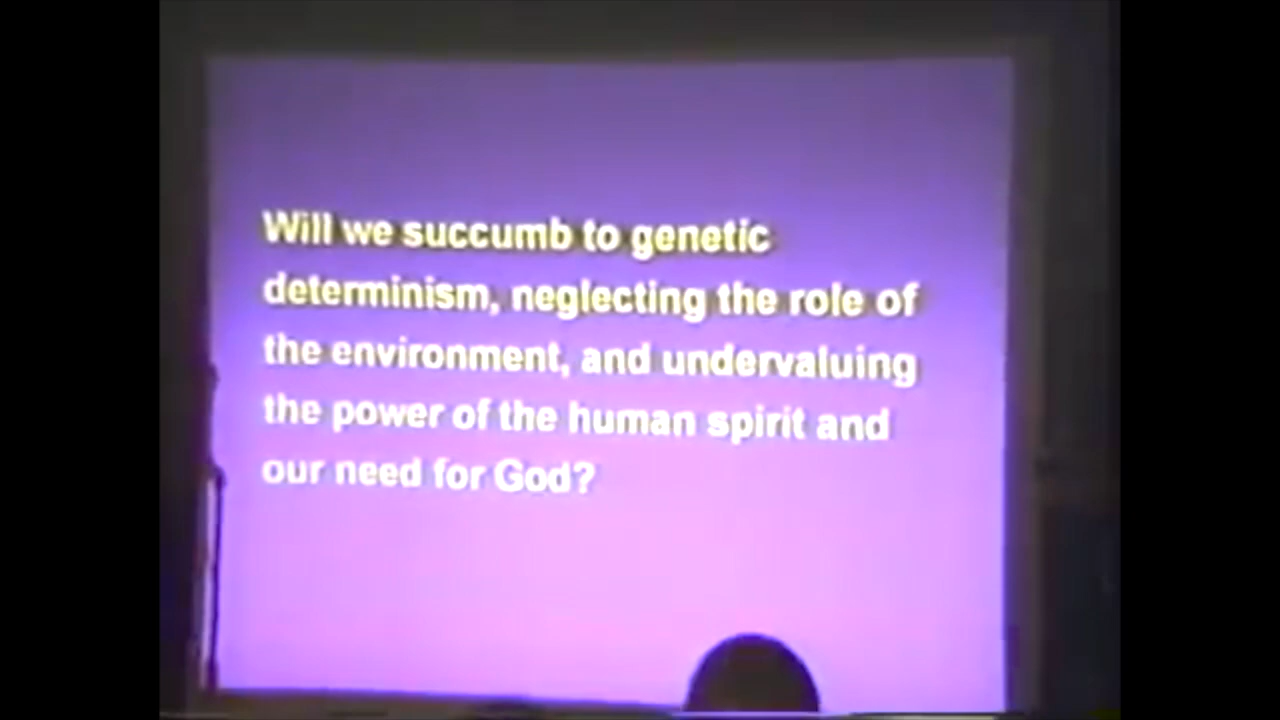 Will we succumb to genetic
determinism, neglecting the role of
the environment, and undervaluing
the power of the human spirit and
our need for God?